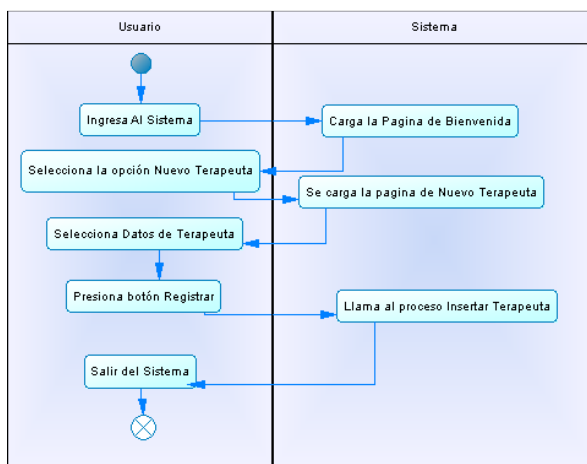 Usuario
Sistema
Ingresa Al Sistema
Carga la Pagina de Bienvenida
Selecciona la opción Nuevo Terapeuta
Se carga la pagina de Nuevo Terapeuta
Selecciona Datos de Terapeuta
Presiona botón Registrar
Llama al proceso Insertar Terapeuta
Salir del Sistema